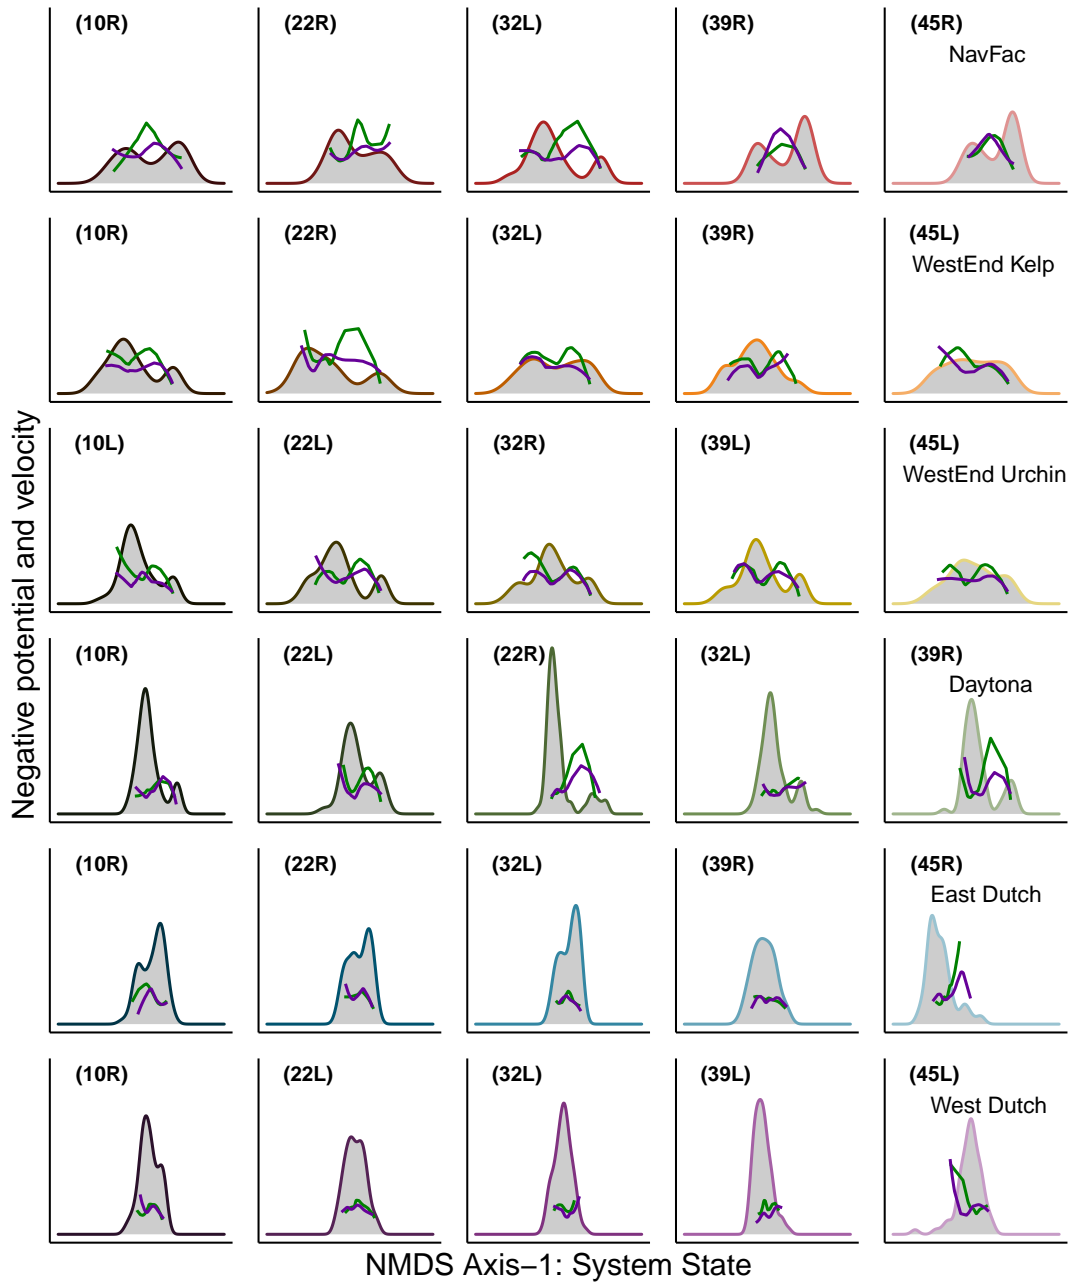 (10R) (22R) (32L) (39R) (45R)
NavFac
(10R) (22R) (32L) (39R) (45L)
WestEnd Kelp
(10L) (22L) (32R) (39L) (45L)
WestEnd Urchin
(10R) (22L) (22R) (32L) (39R)
Daytona
(10R) (22R) (32L) (39R) (45R)
East Dutch
(10R) (22L) (32L) (39L) (45L)
West Dutch
Negative potential and velocity
NMDS Axis−1: System State